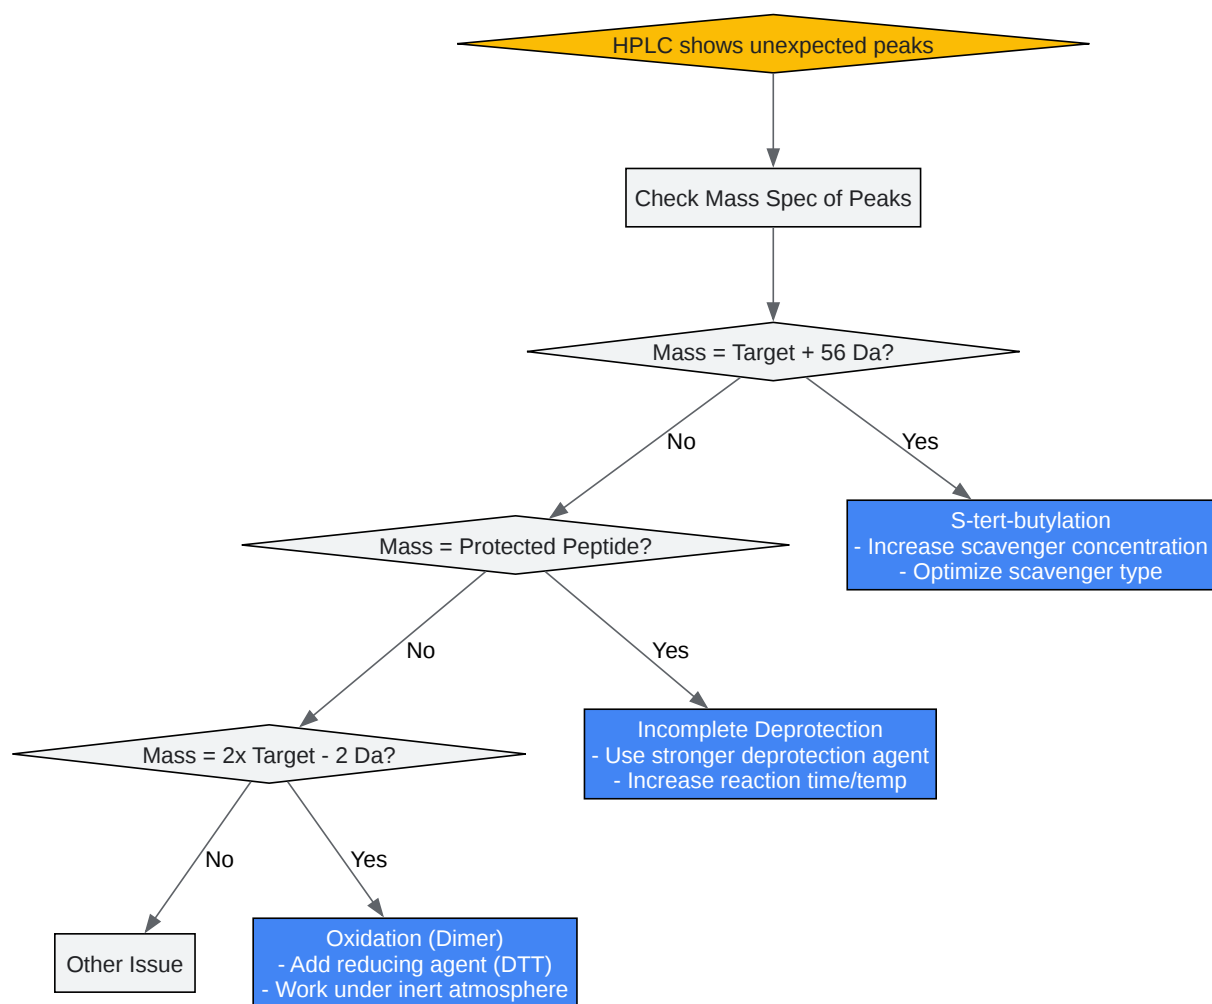 HPLC shows unexpected peaks
Check Mass Spec of Peaks
Mass = Target + 56 Da?
No
Yes
S-tert-butylation
- Increase scavenger concentration
- Optimize scavenger type
Mass = Protected Peptide?
No
Yes
Incomplete Deprotection
- Use stronger deprotection agent
- Increase reaction time/temp
Mass = 2x Target - 2 Da?
No
Yes
Other Issue
Oxidation (Dimer)
- Add reducing agent (DTT)
- Work under inert atmosphere